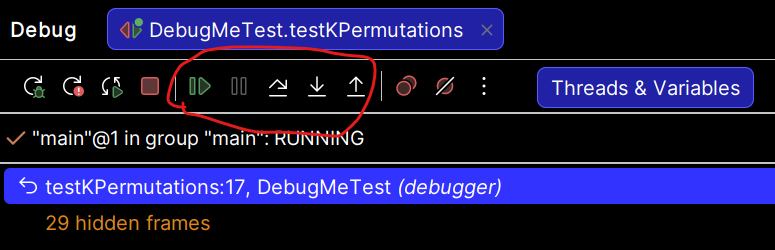 Debug DebugMeTest.testKPermutations
Threads & Variables
"main"@1 in group "main": RUNNING
testKPermutations:17, DebugMeTest (debugger)
29 hidden frames